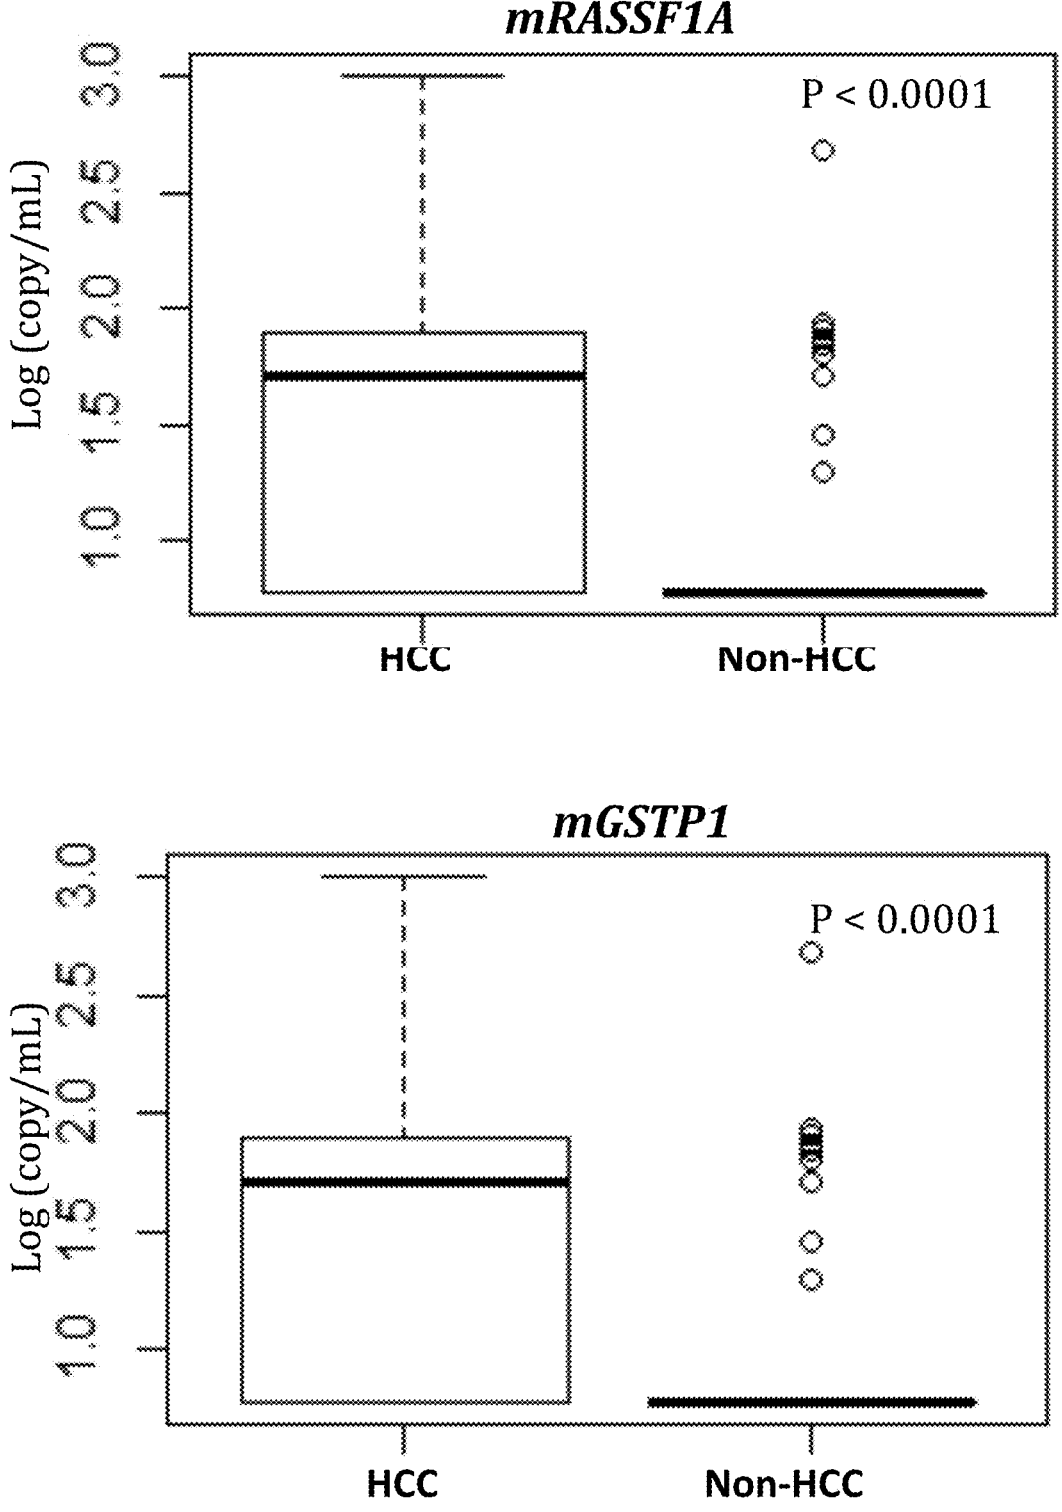 mRASSF1A
P < 0.0001
Log (copy/mL)
3.0
2.5
2.0
1.5
1.0
HCC
Non-HCC
mGSTP1
P < 0.0001
Log (copy/mL)
3.0
2.5
2.0
1.5
1.0
HCC
Non-HCC